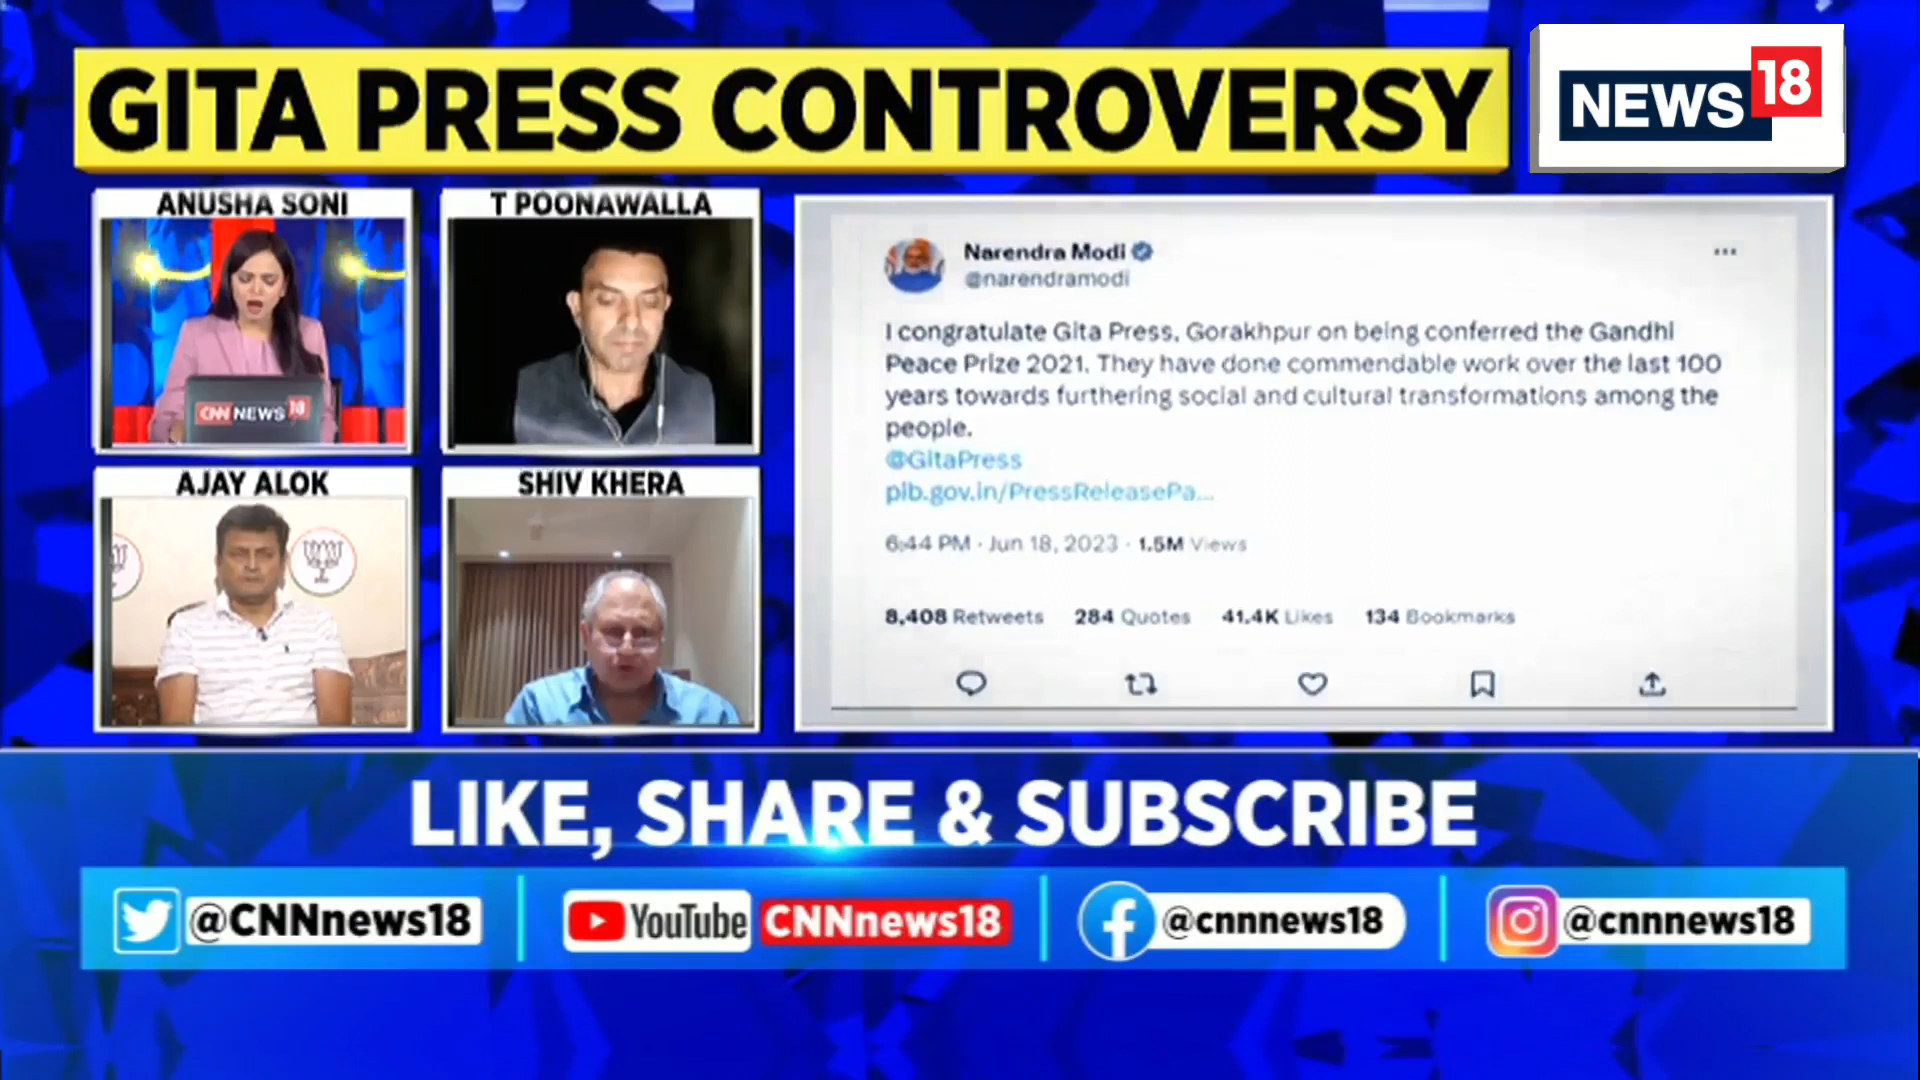 GITA PRESS CONTROVERSY
NEWS18
ANUSHA SONI
T POONAWALLA
CNN NEWS18
AJAY ALOK
SHIV KHERA
Narendra Modi
@narendramodi
I congratulate Gita Press, Gorakhpur on being conferred the Gandhi
Peace Prize 2021. They have done commendable work over the last 100
years towards furthering social and cultural transformations among the
people.
@GitaPress
pib.gov.in/PressReleasePa...
6:44 PM · Jun 18, 2023 · 1.5M Views
8,408 Retweets 284 Quotes 41.4K Likes 134 Bookmarks
LIKE, SHARE & SUBSCRIBE
@CNNnews18
YouTube CNNnews18
@cnnnews18
@cnnnews18